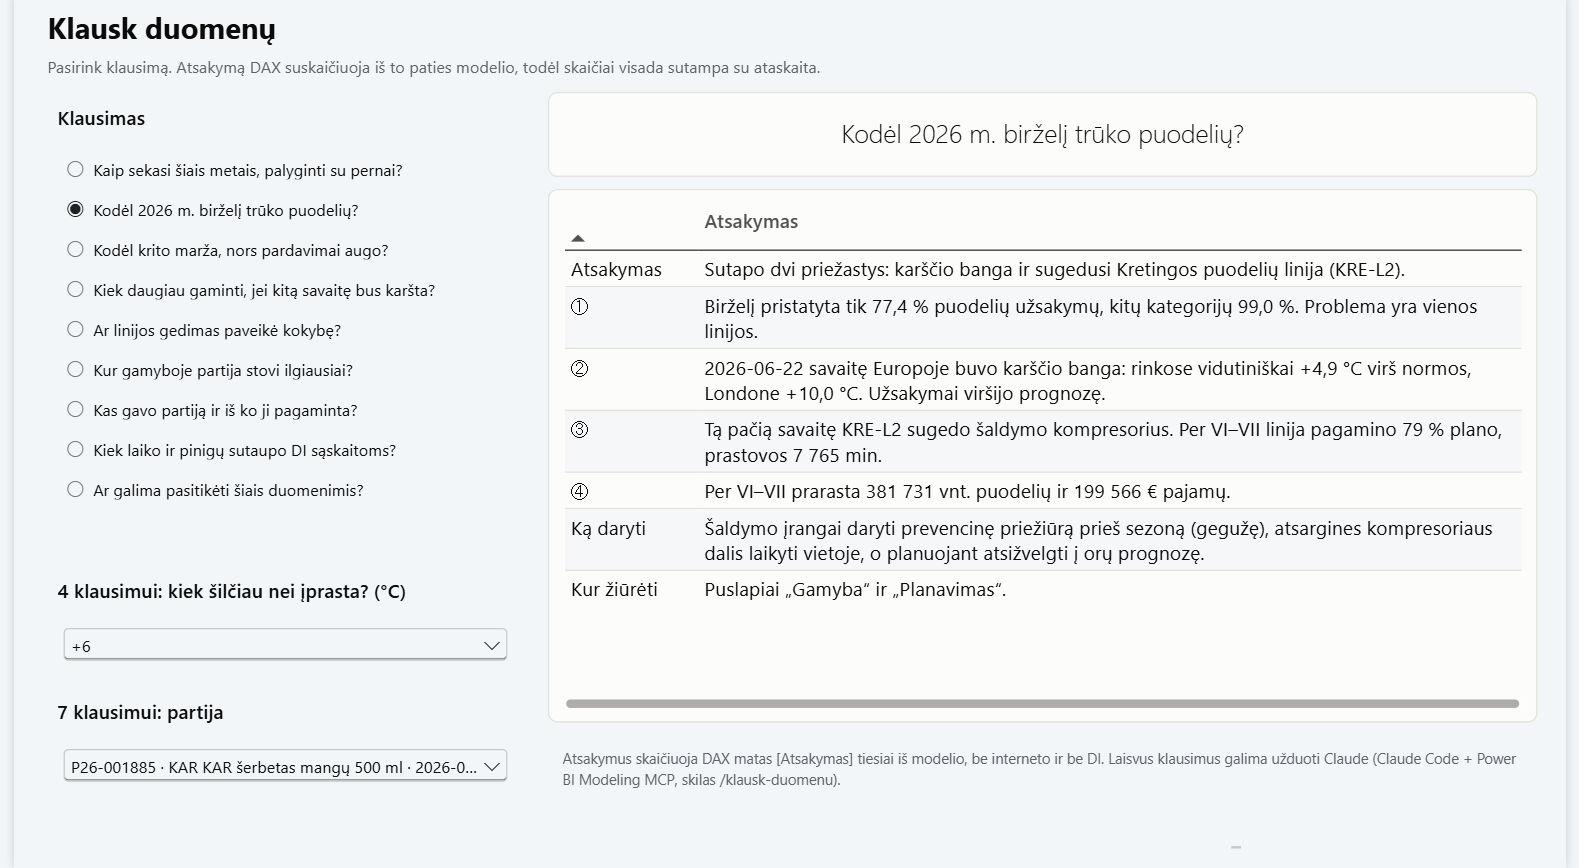 Klausk duomenų
Pasirink klausimą. Atsakymą DAX suskaičiuoja iš to paties modelio, todėl skaičiai visada sutampa su ataskaita.
Klausimas
Kaip sekasi šiais metais, palyginti su pernai?
Kodėl 2026 m. birželį trūko puodelių?
Kodėl krito marža, nors pardavimai augo?
Kiek daugiau gaminti, jei kitą savaitę bus karšta?
Ar linijos gedimas paveikė kokybę?
Kur gamyboje partija stovi ilgiausiai?
Kas gavo partiją ir iš ko ji pagaminta?
Kiek laiko ir pinigų sutaupo DI sąskaitoms?
Ar galima pasitikėti šiais duomenimis?
4 klausimui: kiek šilčiau nei įprasta? (°C)
+6
7 klausimui: partija
P26-001885 · KAR KAR šerbetas mangų 500 ml · 2026-0...
Kodėl 2026 m. birželį trūko puodelių?
Atsakymas
Atsakymas Sutapo dvi priežastys: karščio banga ir sugedusi Kretingos puodelių linija (KRE-L2).
① Birželį pristatyta tik 77,4 % puodelių užsakymų, kitų kategorijų 99,0 %. Problema yra vienos
linijos.
② 2026-06-22 savaitę Europoje buvo karščio banga: rinkose vidutiniškai +4,9 °C virš normos,
Londone +10,0 °C. Užsakymai viršijo prognozę.
③ Tą pačią savaitę KRE-L2 sugedo šaldymo kompresorius. Per VI–VII linija pagamino 79 % plano,
prastovos 7 765 min.
④ Per VI–VII prarasta 381 731 vnt. puodelių ir 199 566 € pajamų.
Ką daryti Šaldymo įrangai daryti prevencinę priežiūrą prieš sezoną (gegužę), atsargines kompresoriaus
dalis laikyti vietoje, o planuojant atsižvelgti į orų prognozę.
Kur žiūrėti Puslapiai „Gamyba“ ir „Planavimas“.
Atsakymus skaičiuoja DAX matas [Atsakymas] tiesiai iš modelio, be interneto ir be DI. Laisvus klausimus galima užduoti Claude (Claude Code + Power
BI Modeling MCP, skilas /klausk-duomenu).